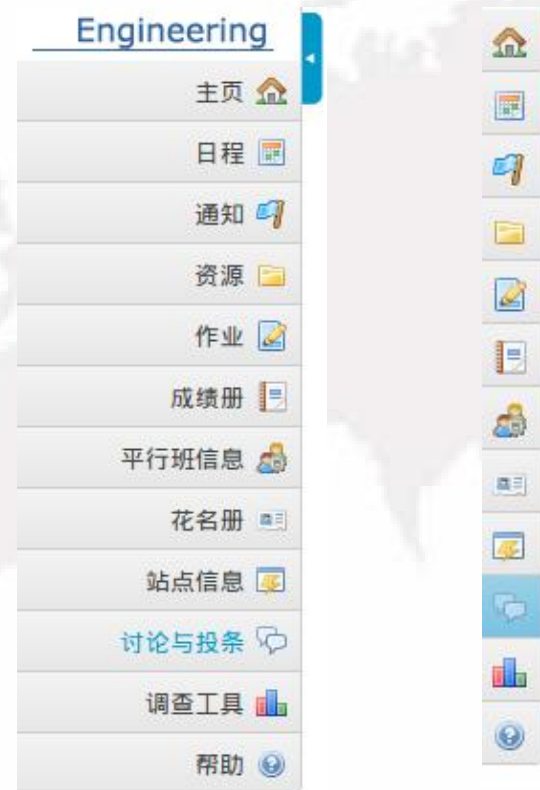 Engineering
主页
日程
通知
资源
作业
成绩册
平行班信息
花名册
站点信息
讨论与投条
调查工具
帮助